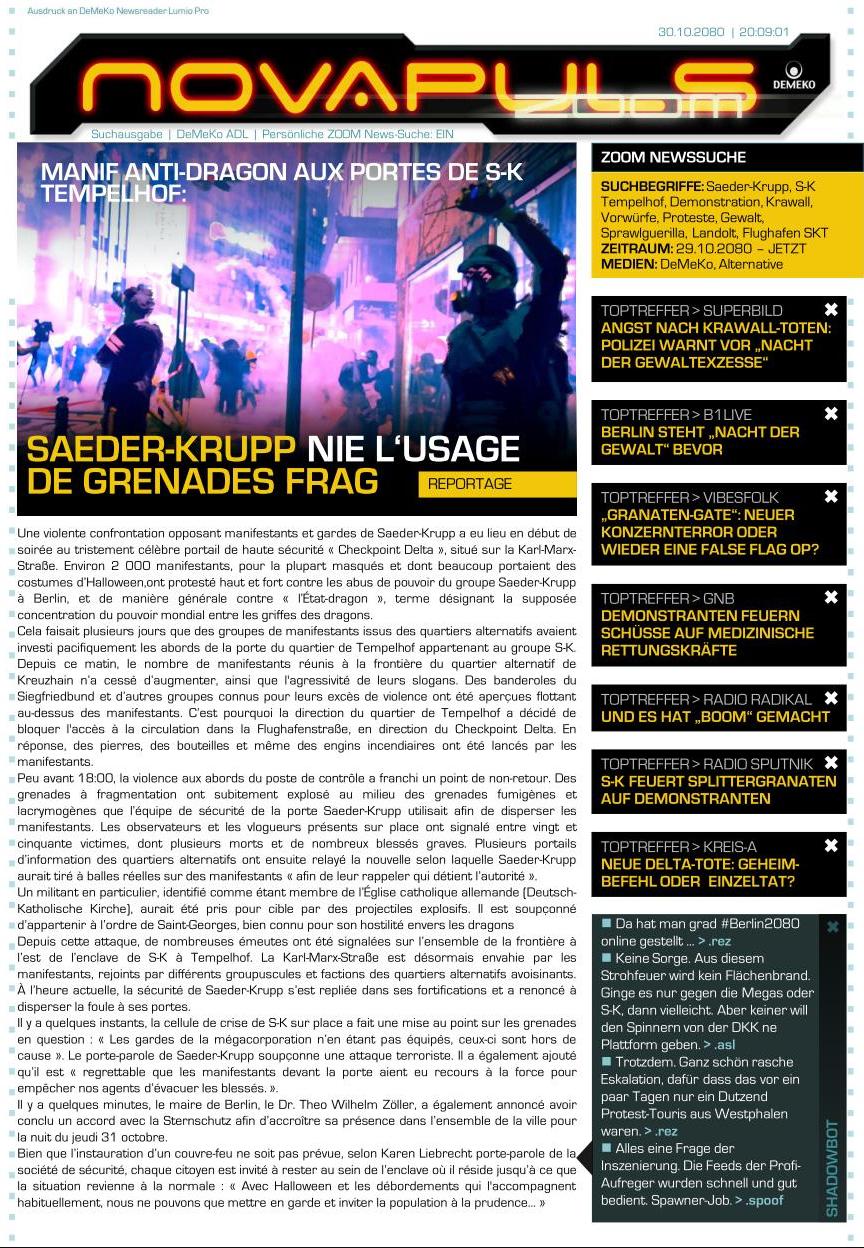 Ausdruck an DeMeKo Newsreader Lumio Pro
30.10.2080 | 20:09:01
NOVAPULS
ZOOM
DEMEKO
Suchausgabe | DeMeKo ADL | Persönliche ZOOM News-Suche: EIN
MANIF ANTI-DRAGON AUX PORTES DE S-K
TEMPELHOF:
SAEDER-KRUPP NIE L‘USAGE
DE GRENADES FRAG
REPORTAGE
Une violente confrontation opposant manifestants et gardes de Saeder-Krupp a eu lieu en début de
soirée au tristement célèbre portail de haute sécurité « Checkpoint Delta », situé sur la Karl-Marx-
Straße. Environ 2 000 manifestants, pour la plupart masqués et dont beaucoup portaient des
costumes d’Halloween,ont protesté haut et fort contre les abus de pouvoir du groupe Saeder-Krupp
à Berlin, et de manière générale contre « l’État-dragon », terme désignant la supposée
concentration du pouvoir mondial entre les griffes des dragons.
Cela faisait plusieurs jours que des groupes de manifestants issus des quartiers alternatifs avaient
investi pacifiquement les abords de la porte du quartier de Tempelhof appartenant au groupe S-K.
Depuis ce matin, le nombre de manifestants réunis à la frontière du quartier alternatif de
Kreuzhain n’a cessé d’augmenter, ainsi que l'agressivité de leurs slogans. Des banderoles du
Siegfriedbund et d’autres groupes connus pour leurs excès de violence ont été aperçues flottant
au-dessus des manifestants. C’est pourquoi la direction du quartier de Tempelhof a décidé de
bloquer l'accès à la circulation dans la Flughafenstraße, en direction du Checkpoint Delta. En
réponse, des pierres, des bouteilles et même des engins incendiaires ont été lancés par les
manifestants.
Peu avant 18:00, la violence aux abords du poste de contrôle a franchi un point de non-retour. Des
grenades à fragmentation ont subitement explosé au milieu des grenades fumigènes et
lacrymogènes que l’équipe de sécurité de la porte Saeder-Krupp utilisait afin de disperser les
manifestants. Les observateurs et les vlogueurs présents sur place ont signalé entre vingt et
cinquante victimes, dont plusieurs morts et de nombreux blessés graves. Plusieurs portails
d’information des quartiers alternatifs ont ensuite relayé la nouvelle selon laquelle Saeder-Krupp
aurait tiré à balles réelles sur des manifestants « afin de leur rappeler qui détient l’autorité ».
Un militant en particulier, identifié comme étant membre de l’Église catholique allemande (Deutsch-
Katholische Kirche), aurait été pris pour cible par des projectiles explosifs. Il est soupçonné
d’appartenir à l’ordre de Saint-Georges, bien connu pour son hostilité envers les dragons
Depuis cette attaque, de nombreuses émeutes ont été signalées sur l’ensemble de la frontière à
l’est de l’enclave de S-K à Tempelhof. La Karl-Marx-Straße est désormais envahie par les
manifestants, rejoints par différents groupuscules et factions des quartiers alternatifs avoisinants.
À l’heure actuelle, la sécurité de Saeder-Krupp s’est repliée dans ses fortifications et a renoncé à
disperser la foule à ses portes.
Il y a quelques instants, la cellule de crise de S-K sur place a fait une mise au point sur les grenades
en question : « Les gardes de la mégacorporation n’en étant pas équipés, ceux-ci sont hors de
cause ». Le porte-parole de Saeder-Krupp soupçonne une attaque terroriste. Il a également ajouté
qu’il est « regrettable que les manifestants devant la porte aient eu recours à la force pour
empêcher nos agents d’évacuer les blessés. ».
Il y a quelques minutes, le maire de Berlin, le Dr. Theo Wilhelm Zöller, a également annoncé avoir
conclu un accord avec la Sternschutz afin d’accroître sa présence dans l’ensemble de la ville pour
la nuit du jeudi 31 octobre.
Bien que l’instauration d’un couvre-feu ne soit pas prévue, selon Karen Liebrecht porte-parole de la
société de sécurité, chaque citoyen est invité à rester au sein de l’enclave où il réside jusqu’à ce que
la situation revienne à la normale : « Avec Halloween et les débordements qui l'accompagnent
habituellement, nous ne pouvons que mettre en garde et inviter la population à la prudence... »
ZOOM NEWSSUCHE
SUCHBEGRIFFE: Saeder-Krupp, S-K
Tempelhof, Demonstration, Krawall,
Vorwürfe, Proteste, Gewalt,
Sprawlguerilla, Landolt, Flughafen SKT
ZEITRAUM: 29.10.2080 – JETZT
MEDIEN: DeMeKo, Alternative
TOPTREFFER > SUPERBILD
ANGST NACH KRAWALL-TOTEN:
POLIZEI WARNT VOR „NACHT
DER GEWALTEXZESSE“
TOPTREFFER > B1LIVE
BERLIN STEHT „NACHT DER
GEWALT“ BEVOR
TOPTREFFER > VIBESFOLK
„GRANATEN-GATE“: NEUER
KONZERNTERROR ODER
WIEDER EINE FALSE FLAG OP?
TOPTREFFER > GNB
DEMONSTRANTEN FEUERN
SCHÜSSE AUF MEDIZINISCHE
RETTUNGSKRÄFTE
TOPTREFFER > RADIO RADIKAL
UND ES HAT „BOOM“ GEMACHT
TOPTREFFER > RADIO SPUTNIK
S-K FEUERT SPLITTERGRANATEN
AUF DEMONSTRANTEN
TOPTREFFER > KREIS-A
NEUE DELTA-TOTE: GEHEIM-
BEFEHL ODER EINZELTAT?
Da hat man grad #Berlin2080
online gestellt ... > .rez
Keine Sorge. Aus diesem
Strohfeuer wird kein Flächenbrand.
Ginge es nur gegen die Megas oder
S-K, dann vielleicht. Aber keiner will
den Spinnern von der DKK ne
Plattform geben. > .asl
Trotzdem. Ganz schön rasche
Eskalation, dafür dass das vor ein
paar Tagen nur ein Dutzend
Protest-Touris aus Westphalen
waren. > .rez
Alles eine Frage der
Inszenierung. Die Feeds der Profi-
Aufreger wurden schnell und gut
bedient. Spawner-Job. > .spoof
SHADOWBOT